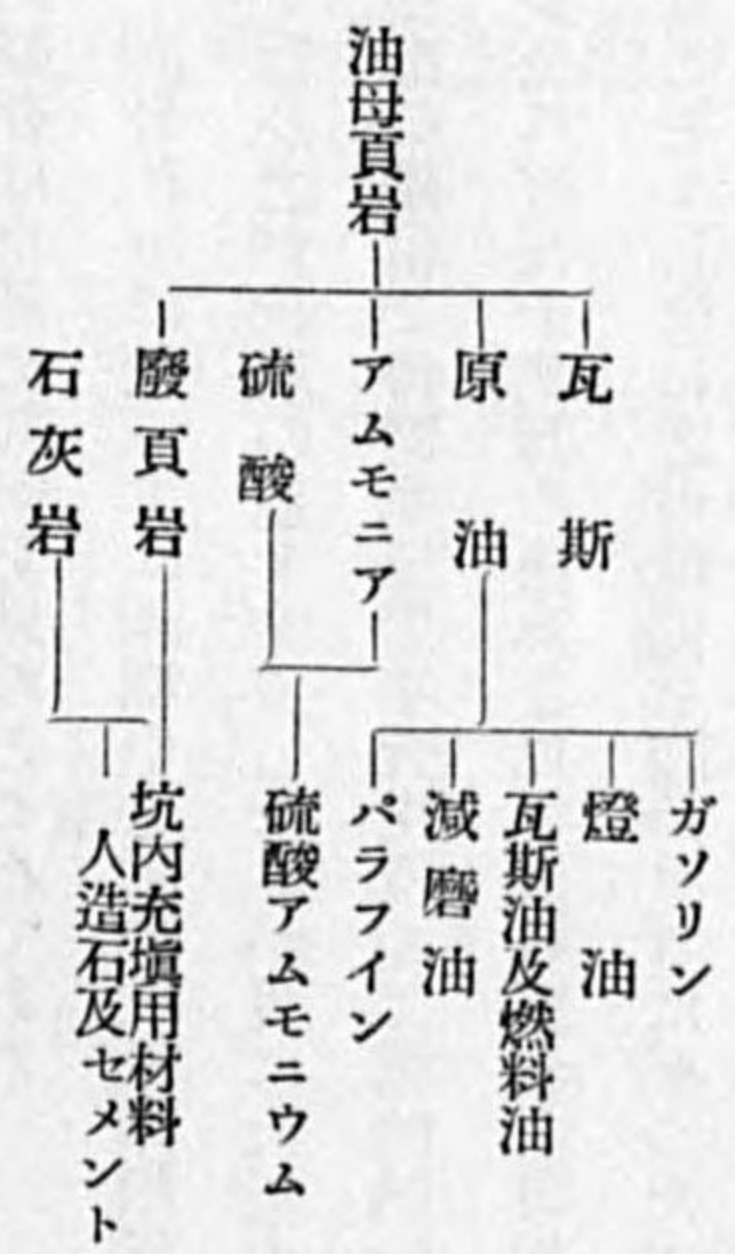 油母頁岩
瓦斯
原油
アムモニア
硫酸
廢頁岩
石灰岩
ガソリン
燈油
瓦斯油及燃料油
減磨油
パラフイン
硫酸アムモニウム
坑内充塡用材料
人造石及セメント